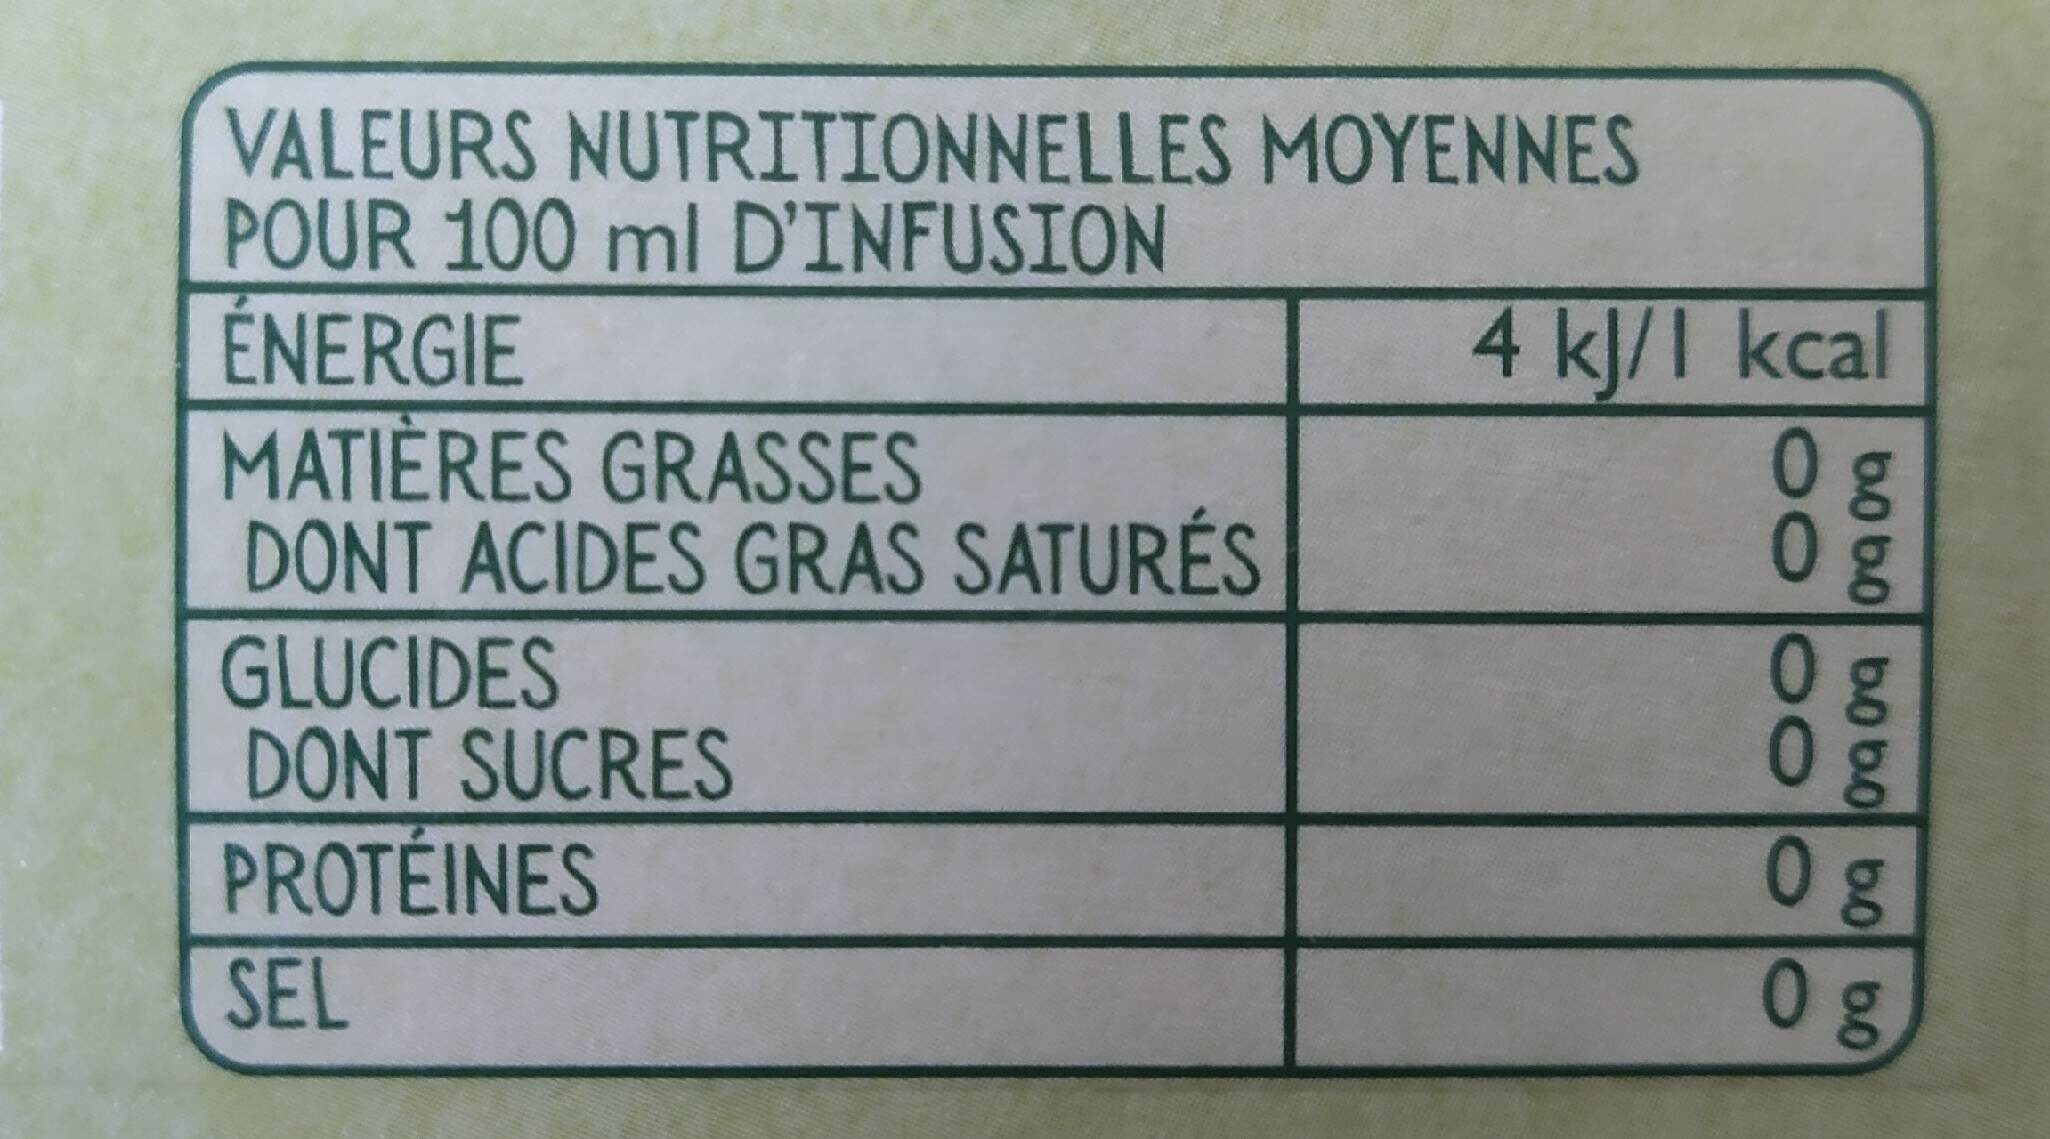 VALEURS NUTRITIONNELLES MOYENNES
POUR 100 ml D'INFUSION
ÉNERGIE 4 kJ/1 kcal
MATIÈRES GRASSES 0 g
DONT ACIDES GRAS SATURÉS 0 g
GLUCIDES 0 g
DONT SUCRES 0 g
PROTÉINES 0 g
SEL 0 g